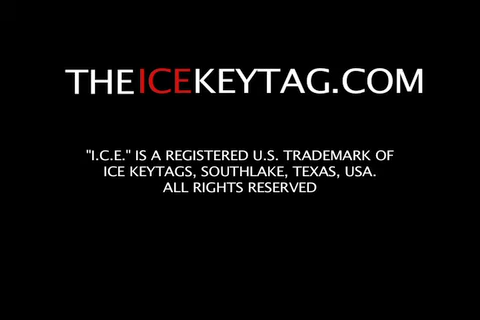 THEICEKEYTAG.COM
"I.C.E." IS A REGISTERED U.S. TRADEMARK OF
ICE KEYTAGS, SOUTHLAKE, TEXAS, USA.
ALL RIGHTS RESERVED